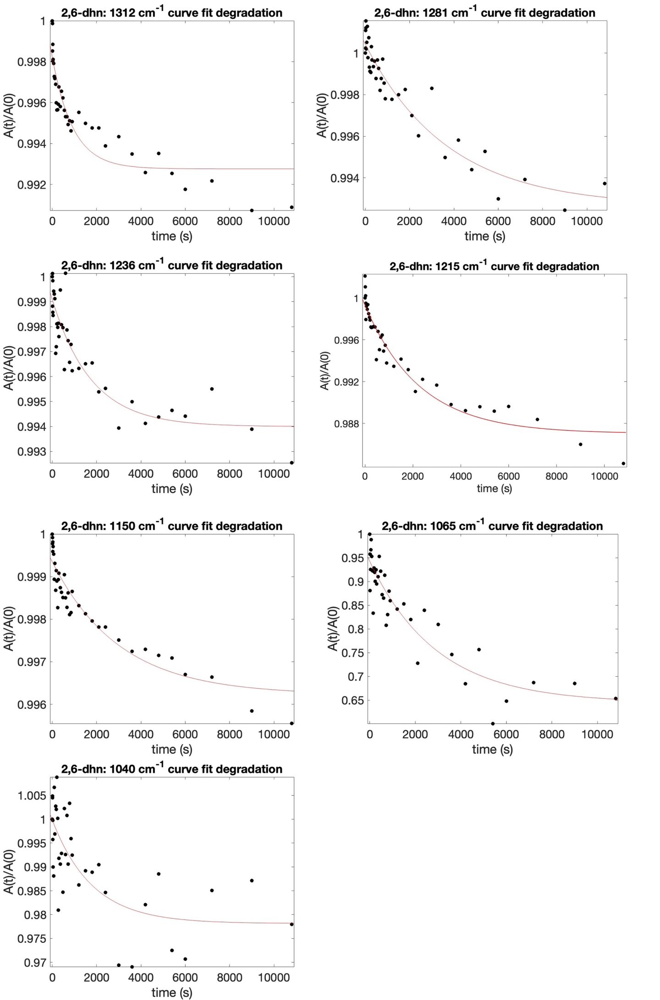 2,6-dhn: 1312 cm⁻¹ curve fit degradation
1
0.998
0.996
0.994
0.992
A(t)/A(0)
0 2000 4000 6000 8000 10000
time (s)
2,6-dhn: 1281 cm⁻¹ curve fit degradation
1
0.998
0.996
0.994
A(t)/A(0)
0 2000 4000 6000 8000 10000
time (s)
2,6-dhn: 1236 cm⁻¹ curve fit degradation
1
0.999
0.998
0.997
0.996
0.995
0.994
0.993
A(t)/A(0)
0 2000 4000 6000 8000 10000
time (s)
2,6-dhn: 1215 cm⁻¹ curve fit degradation
1
0.996
0.992
0.988
A(t)/A(0)
0 2000 4000 6000 8000 10000
time (s)
2,6-dhn: 1150 cm⁻¹ curve fit degradation
1
0.999
0.998
0.997
0.996
A(t)/A(0)
0 2000 4000 6000 8000 10000
time (s)
2,6-dhn: 1065 cm⁻¹ curve fit degradation
1
0.95
0.9
0.85
0.8
0.75
0.7
0.65
A(t)/A(0)
0 2000 4000 6000 8000 10000
time (s)
2,6-dhn: 1040 cm⁻¹ curve fit degradation
1.005
1
0.995
0.99
0.985
0.98
0.975
0.97
A(t)/A(0)
0 2000 4000 6000 8000 10000
time (s)